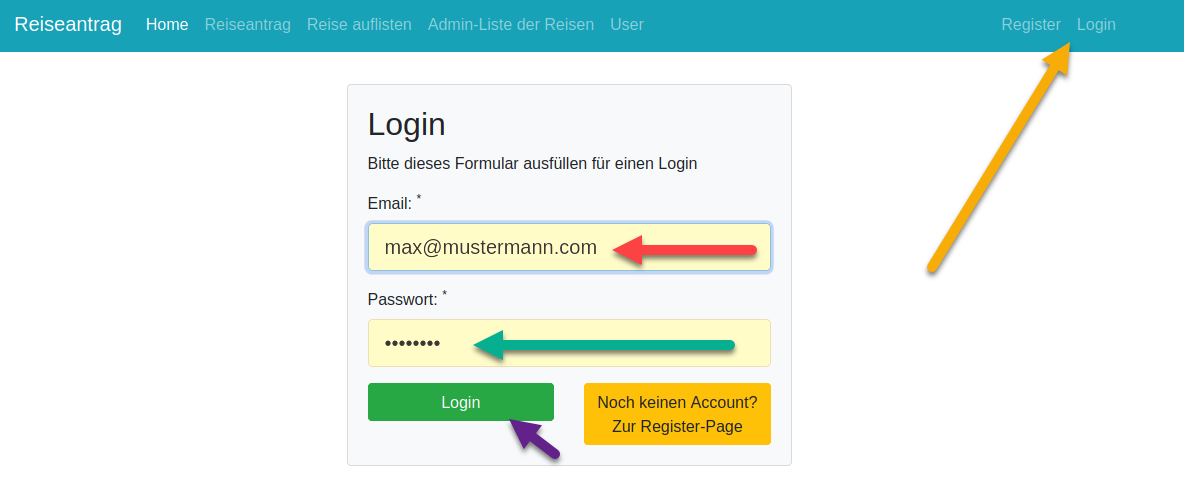 Reiseantrag Home Reiseantrag Reise auflisten Admin-Liste der Reisen User Register Login
Login
Bitte dieses Formular ausfüllen für einen Login
Email: *
max@mustermann.com
Passwort: *
••••••••
Login
Noch keinen Account?
Zur Register-Page